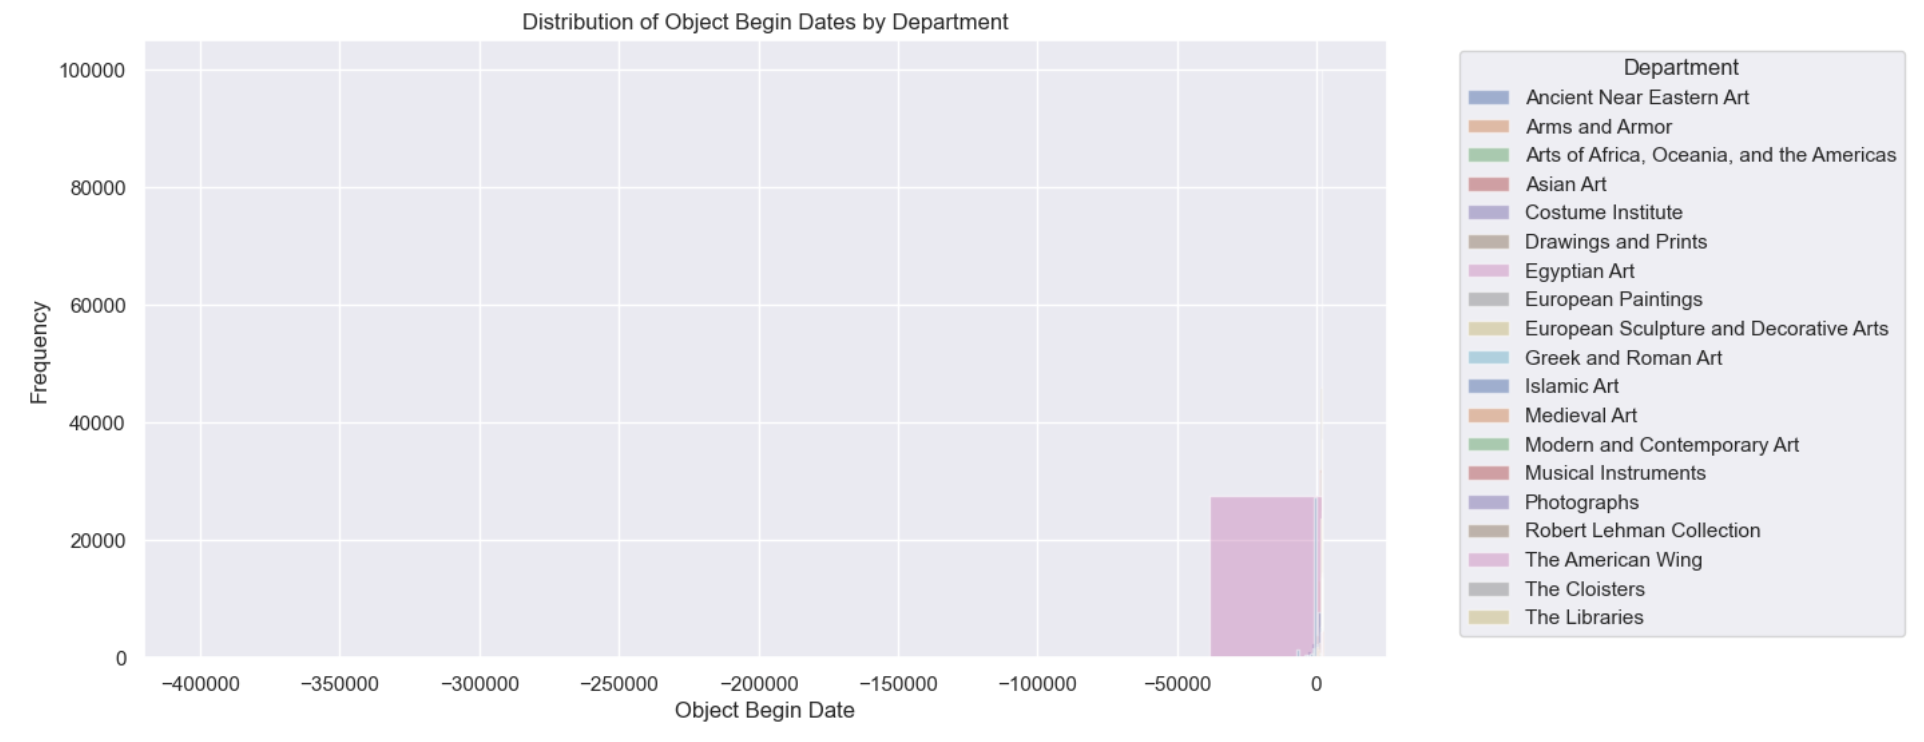 Distribution of Object Begin Dates by Department
100000
80000
60000
40000
20000
0
Frequency
−400000 −350000 −300000 −250000 −200000 −150000 −100000 −50000 0
Object Begin Date
Department
Ancient Near Eastern Art
Arms and Armor
Arts of Africa, Oceania, and the Americas
Asian Art
Costume Institute
Drawings and Prints
Egyptian Art
European Paintings
European Sculpture and Decorative Arts
Greek and Roman Art
Islamic Art
Medieval Art
Modern and Contemporary Art
Musical Instruments
Photographs
Robert Lehman Collection
The American Wing
The Cloisters
The Libraries